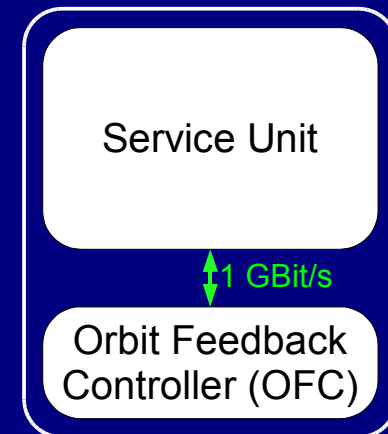 Service Unit
1 GBit/s
Orbit Feedback
Controller (OFC)